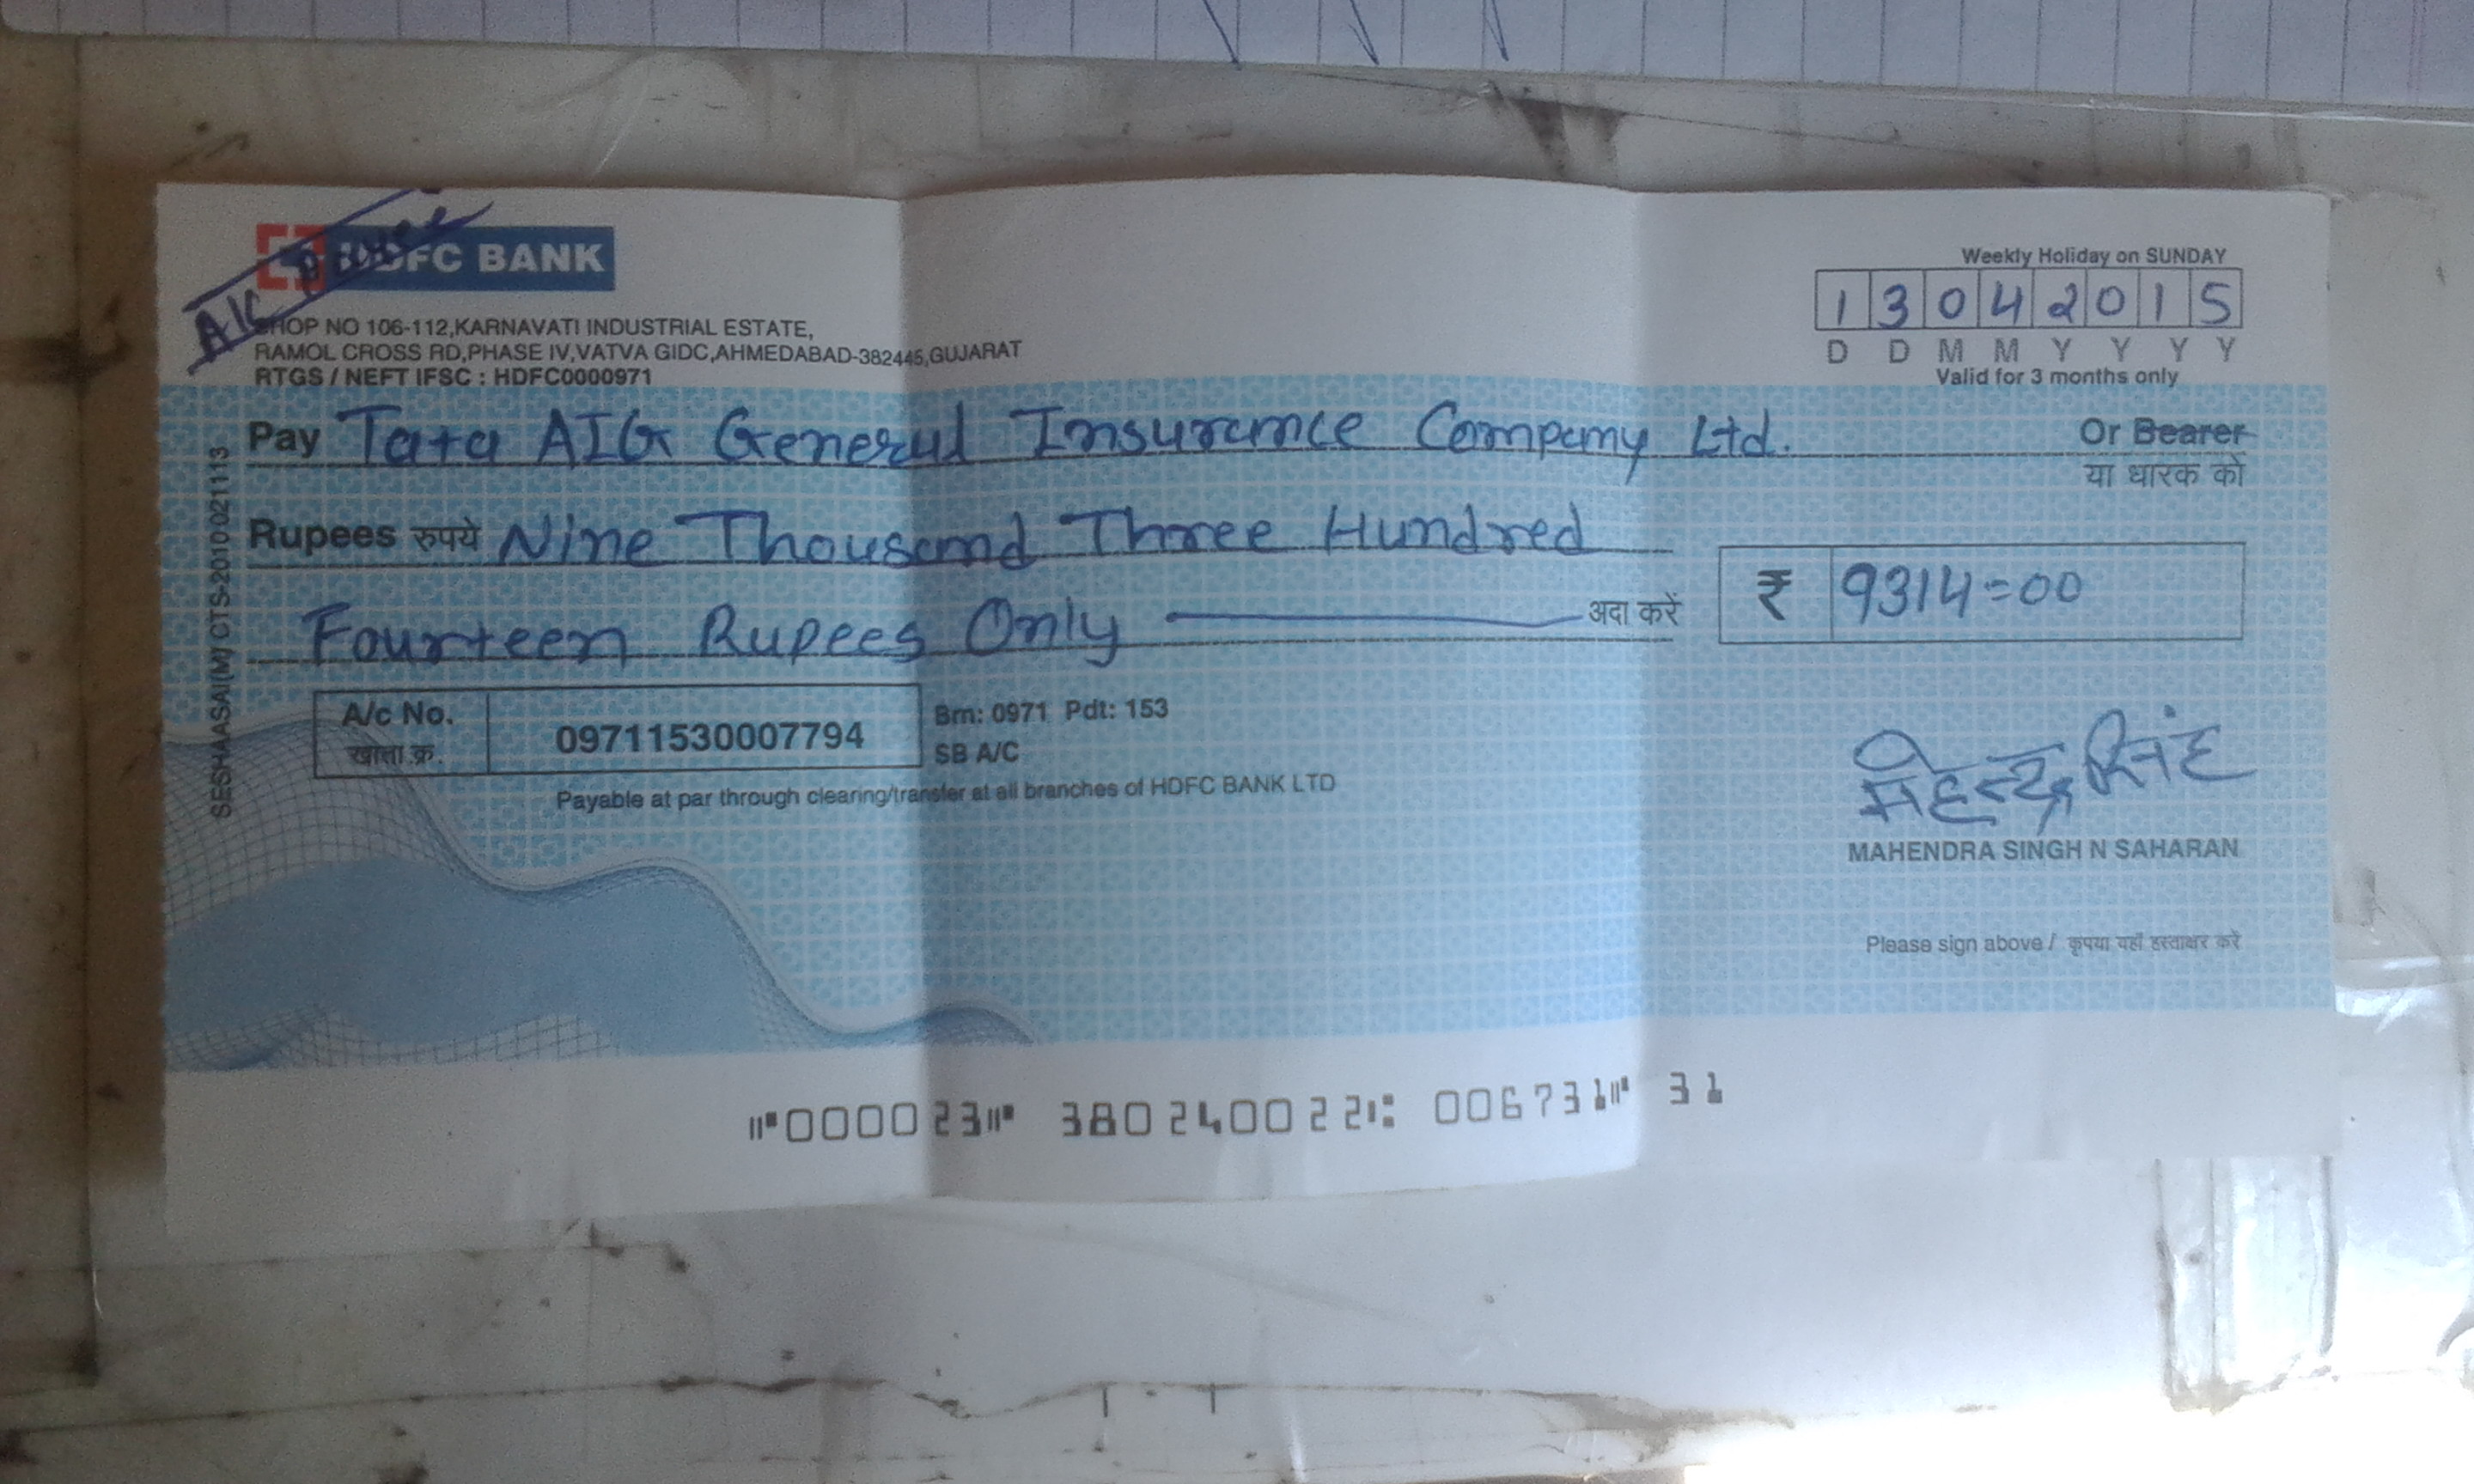 A/C Payee
HDFC BANK
SHOP NO 106-112,KARNAVATI INDUSTRIAL ESTATE,
RAMOL CROSS RD,PHASE IV,VATVA GIDC,AHMEDABAD-382445,GUJARAT
RTGS / NEFT IFSC : HDFC0000971
Weekly Holiday on SUNDAY
1 3 0 4 2 0 1 5
D D M M Y Y Y Y
Valid for 3 months only
Pay Tata AIG General Insurance Company Ltd. Or Bearer
या धारक को
Rupees रुपये Nine Thousand Three Hundred
Fourteen Rupees Only अदा करें
₹ 9314=00
A/c No. 09711530007794
खाता क्र.
Brn: 0971 Pdt: 153
SB A/C
Payable at par through clearing/transfer at all branches of HDFC BANK LTD
महेन्द्र सिंह
MAHENDRA SINGH N SAHARAN
Please sign above / कृपया यहाँ हस्ताक्षर करे
SESHAASAI(M) CTS-2010 021113
⑈000023⑈ 380240022⑆ 006731⑈ 31